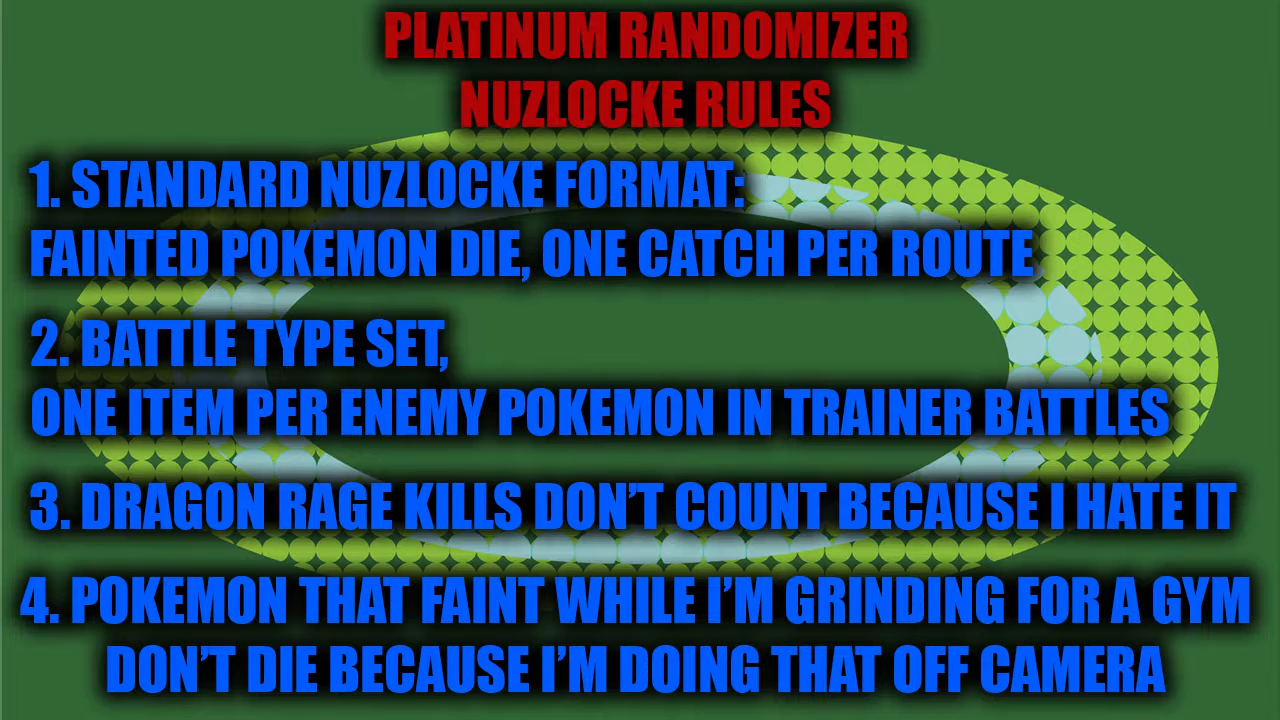 PLATINUM RANDOMIZER
NUZLOCKE RULES
1. STANDARD NUZLOCKE FORMAT:
FAINTED POKEMON DIE, ONE CATCH PER ROUTE
2. BATTLE TYPE SET,
ONE ITEM PER ENEMY POKEMON IN TRAINER BATTLES
3. DRAGON RAGE KILLS DON'T COUNT BECAUSE I HATE IT
4. POKEMON THAT FAINT WHILE I'M GRINDING FOR A GYM
DON'T DIE BECAUSE I'M DOING THAT OFF CAMERA